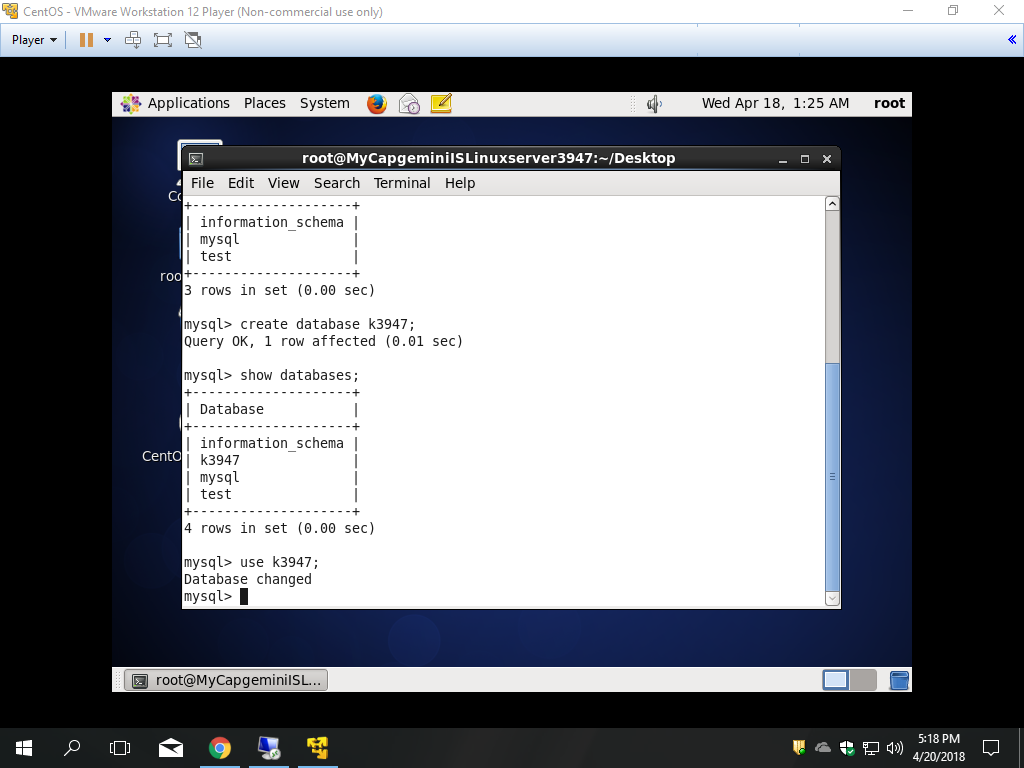 CentOS - VMware Workstation 12 Player (Non-commercial use only)
Player
Applications Places System Wed Apr 18, 1:25 AM root
root@MyCapgeminiISLinuxserver3947:~/Desktop
File Edit View Search Terminal Help
+--------------------+
| information_schema |
| mysql              |
| test               |
+--------------------+
3 rows in set (0.00 sec)

mysql> create database k3947;
Query OK, 1 row affected (0.01 sec)

mysql> show databases;
+--------------------+
| Database           |
+--------------------+
| information_schema |
| k3947              |
| mysql              |
| test               |
+--------------------+
4 rows in set (0.00 sec)

mysql> use k3947;
Database changed
mysql>
Co
roo
CentO
root@MyCapgeminiISL...
5:18 PM
4/20/2018